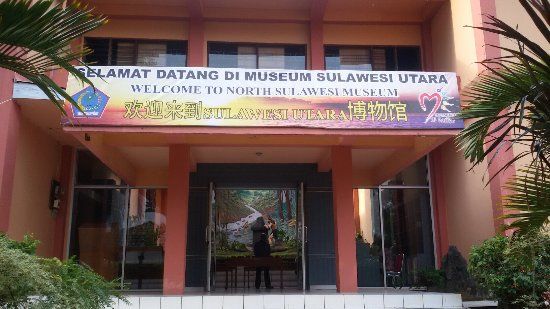 SELAMAT DATANG DI MUSEUM SULAWESI UTARA
WELCOME TO NORTH SULAWESI MUSEUM
欢迎来到SULAWESI UTARA博物馆